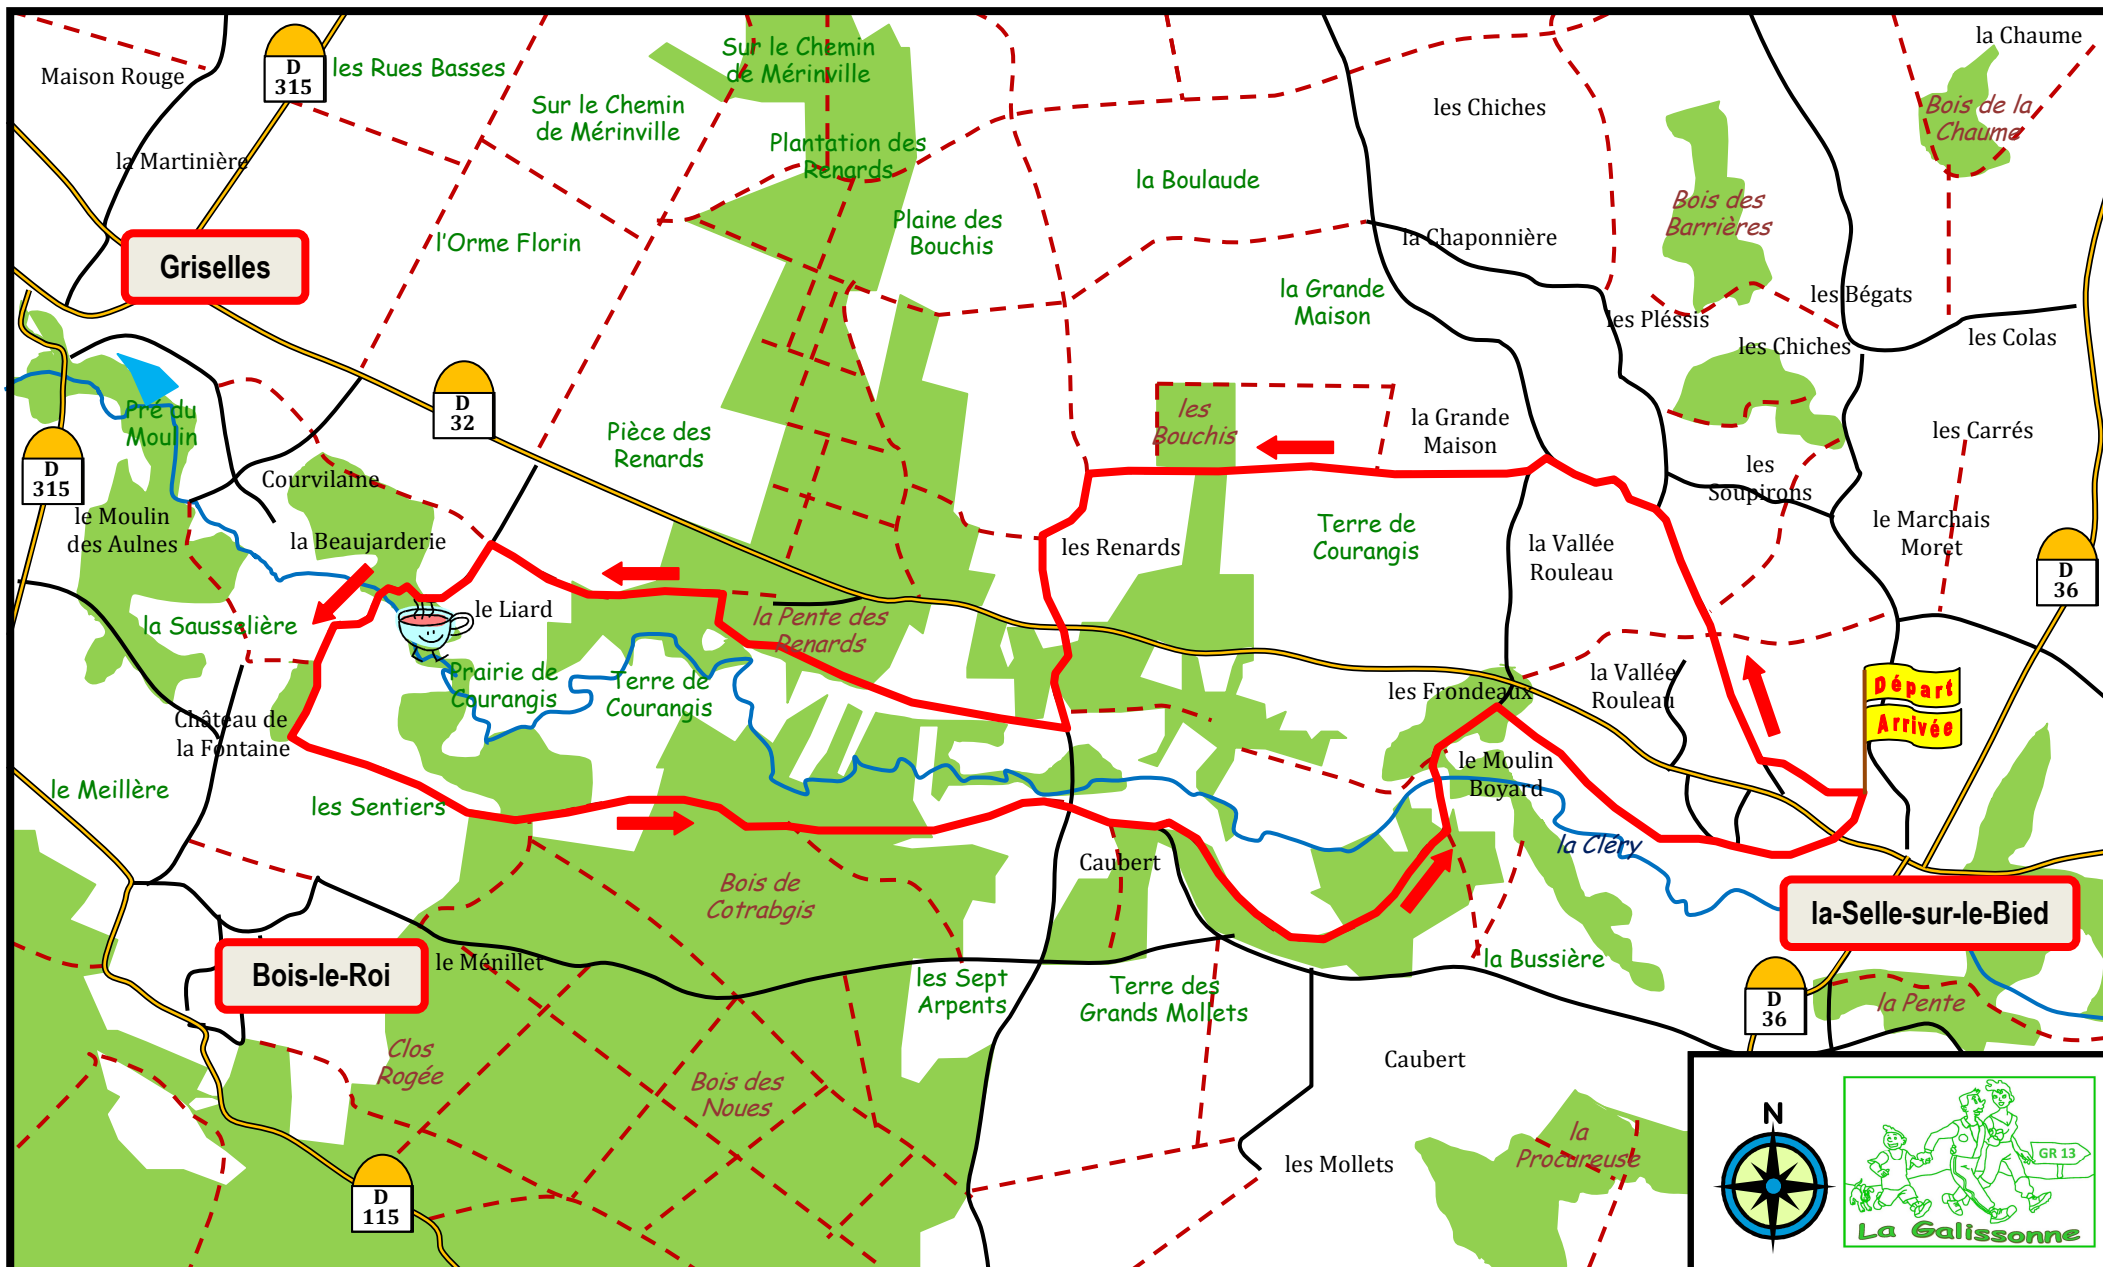 la Chaume
Sur le Chemin
de Mérinville
D
315
les Rues Basses
Maison Rouge
Sur le Chemin
de Mérinville
les Chiches
Bois de la
Chaume
Plantation des
Renards
la Martinière
la Boulaude
Bois des
Barrières
Plaine des
Bouchis
l'Orme Florin
la Chaponnière
Griselles
la Grande
Maison
les Bégats
les Pléssis
les Colas
les Chiches
D
32
Pré du
Moulin
les
Bouchis
la Grande
Maison
Pièce des
Renards
les Carrés
D
315
Courvilaine
les
Soupirons
le Moulin
des Aulnes
la Beaujarderie
les Renards
Terre de
Courangis
la Vallée
Rouleau
le Marchais
Moret
D
36
le Liard
la Pente des
Renards
la Sausselière
Prairie de
Courangis
Terre de
Courangis
les Frondeaux
la Vallée
Rouleau
Départ
Arrivée
Château de
la Fontaine
le Moulin
Boyard
le Meillère
les Sentiers
la Cléry
Caubert
Bois de
Cotrabgis
la-Selle-sur-le-Bied
Bois-le-Roi
le Ménillet
les Sept
Arpents
Terre des
Grands Mollets
la Bussière
D
36
la Pente
Clos
Rogée
Bois des
Noues
Caubert
la
Procureuse
les Mollets
D
115
N
GR 13
La Galissonne